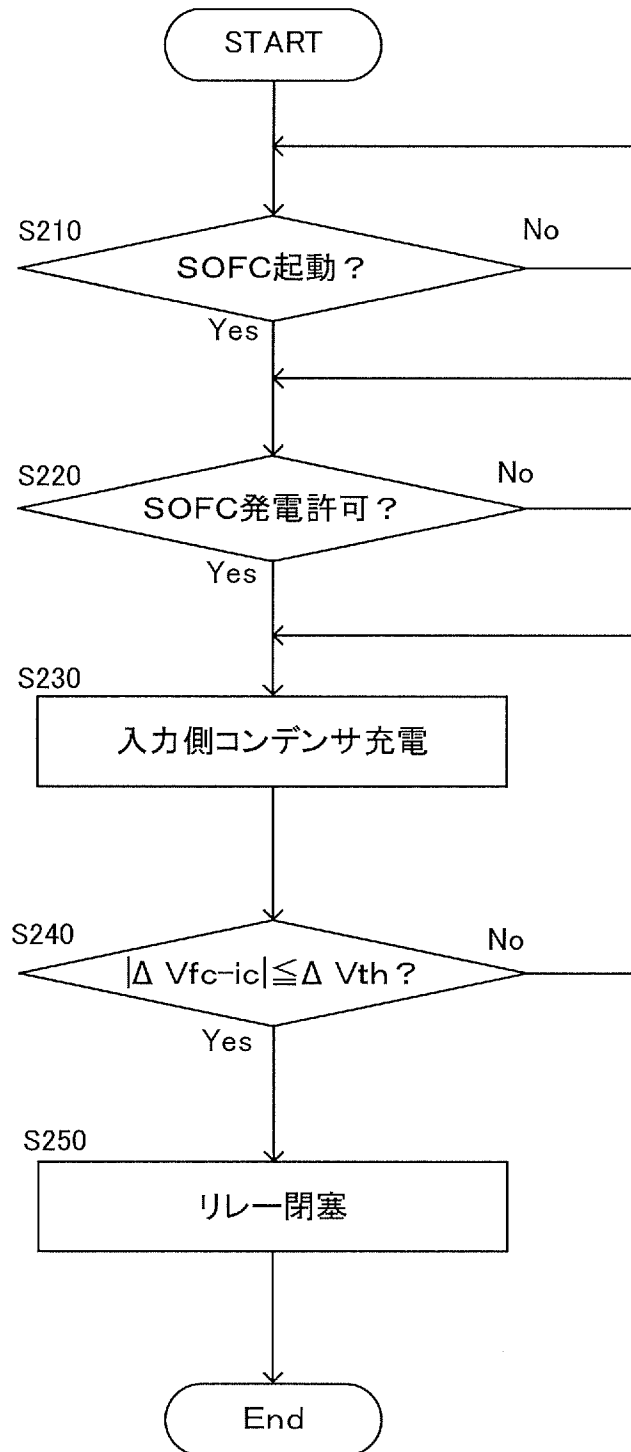 START
S210
SOFC起動？
No
Yes
S220
SOFC発電許可？
No
Yes
S230
入力側コンデンサ充電
S240
|Δ Vfc-ic|≦Δ Vth？
No
Yes
S250
リレー閉塞
End